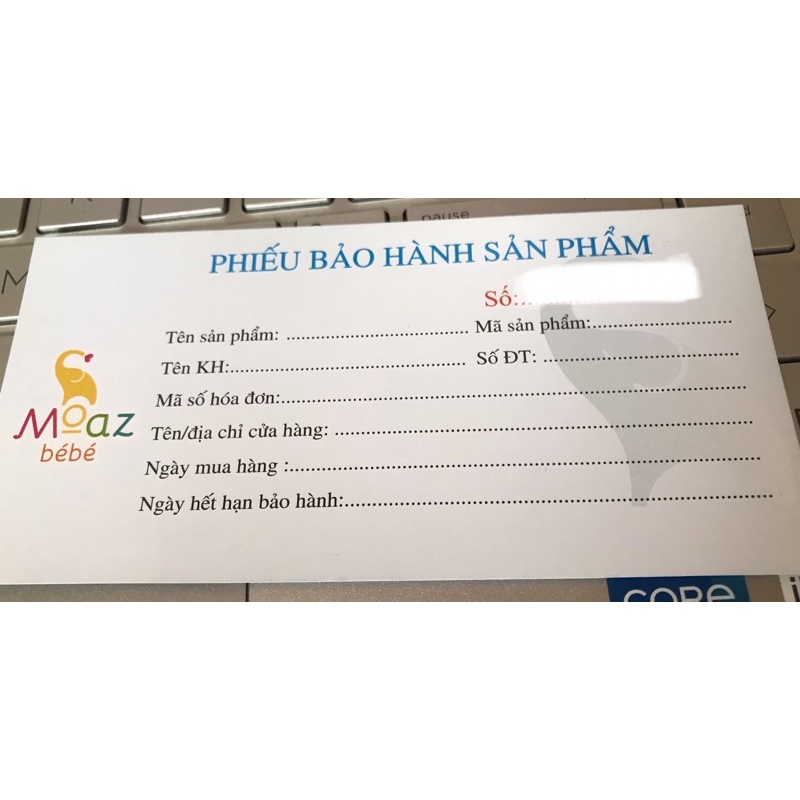 pause
PHIẾU BẢO HÀNH SẢN PHẨM
Số:..............
Tên sản phẩm: .................................. Mã sản phẩm:..........................
Tên KH:............................................ Số ĐT: ....................................
Mã số hóa đơn:....................................................................................
Tên/địa chỉ cửa hàng: ..........................................................................
Ngày mua hàng :..................................................................................
Ngày hết hạn bảo hành:........................................................................
Moaz
bébé
CORe